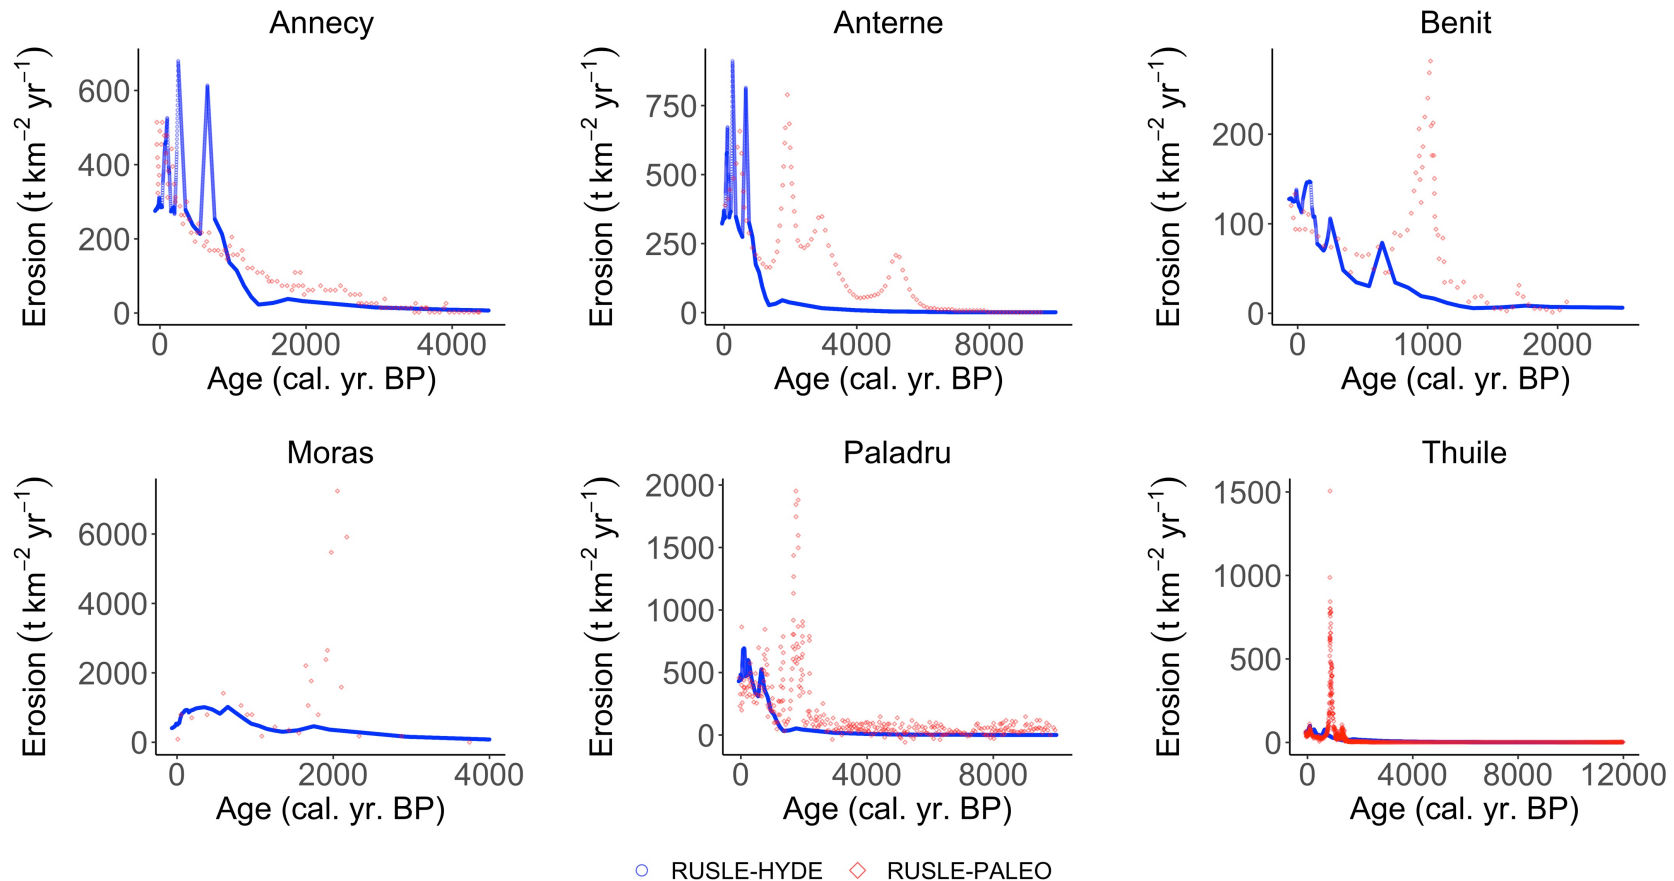 Annecy
Anterne
Benit
Erosion (t km−2 yr−1)
600
400
200
0
0 2000 4000
Age (cal. yr. BP)
Erosion (t km−2 yr−1)
750
500
250
0
0 4000 8000
Age (cal. yr. BP)
Erosion (t km−2 yr−1)
200
100
0
0 1000 2000
Age (cal. yr. BP)
Moras
Paladru
Thuile
Erosion (t km−2 yr−1)
6000
4000
2000
0
0 2000 4000
Age (cal. yr. BP)
Erosion (t km−2 yr−1)
2000
1500
1000
500
0
0 4000 8000
Age (cal. yr. BP)
Erosion (t km−2 yr−1)
1500
1000
500
0
0 4000 8000 12000
Age (cal. yr. BP)
RUSLE-HYDE RUSLE-PALEO